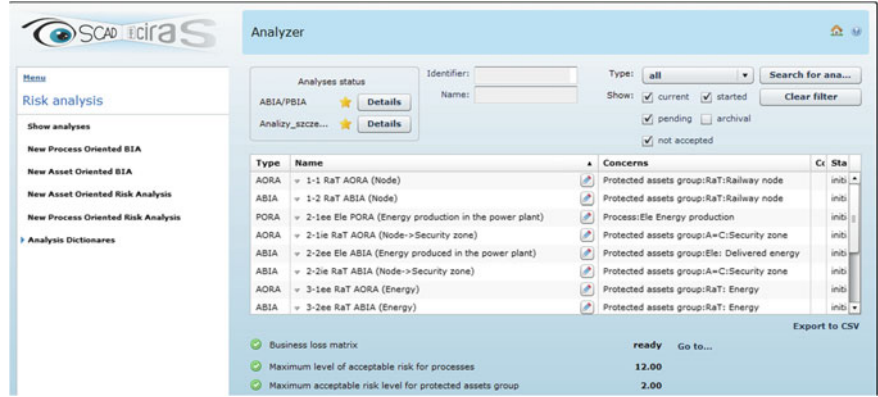 OSCAD ciras
Analyzer
Menu
Risk analysis
Show analyses
New Process Oriented BIA
New Asset Oriented BIA
New Asset Oriented Risk Analysis
New Process Oriented Risk Analysis
Analysis Dictionares
Analyses status
ABIA/PBIA Details
Analizy_szcze... Details
Identifier:
Name:
Type: all Search for ana...
Show: current started Clear filter
pending archival
not accepted
Type Name Concerns Sta
AORA 1-1 RaT AORA (Node) Protected assets group:RaT:Railway node initi
ABIA 1-2 RaT ABIA (Node) Protected assets group:RaT:Railway node initi
PORA 2-1ee Ele PORA (Energy production in the power plant) Process:Ele Energy production initi
AORA 2-1ie RaT AORA (Node->Security zone) Protected assets group:A=C:Security zone initi
ABIA 2-2ee Ele ABIA (Energy produced in the power plant) Protected assets group:Ele: Delivered energy initi
ABIA 2-2ie RaT ABIA (Node->Security zone) Protected assets group:A=C:Security zone initi
AORA 3-1ee RaT AORA (Energy) Protected assets group:RaT: Energy initi
ABIA 3-2ee RaT ABIA (Energy) Protected assets group:RaT: Energy initi
Export to CSV
Business loss matrix ready Go to...
Maximum level of acceptable risk for processes 12.00
Maximum acceptable risk level for protected assets group 2.00